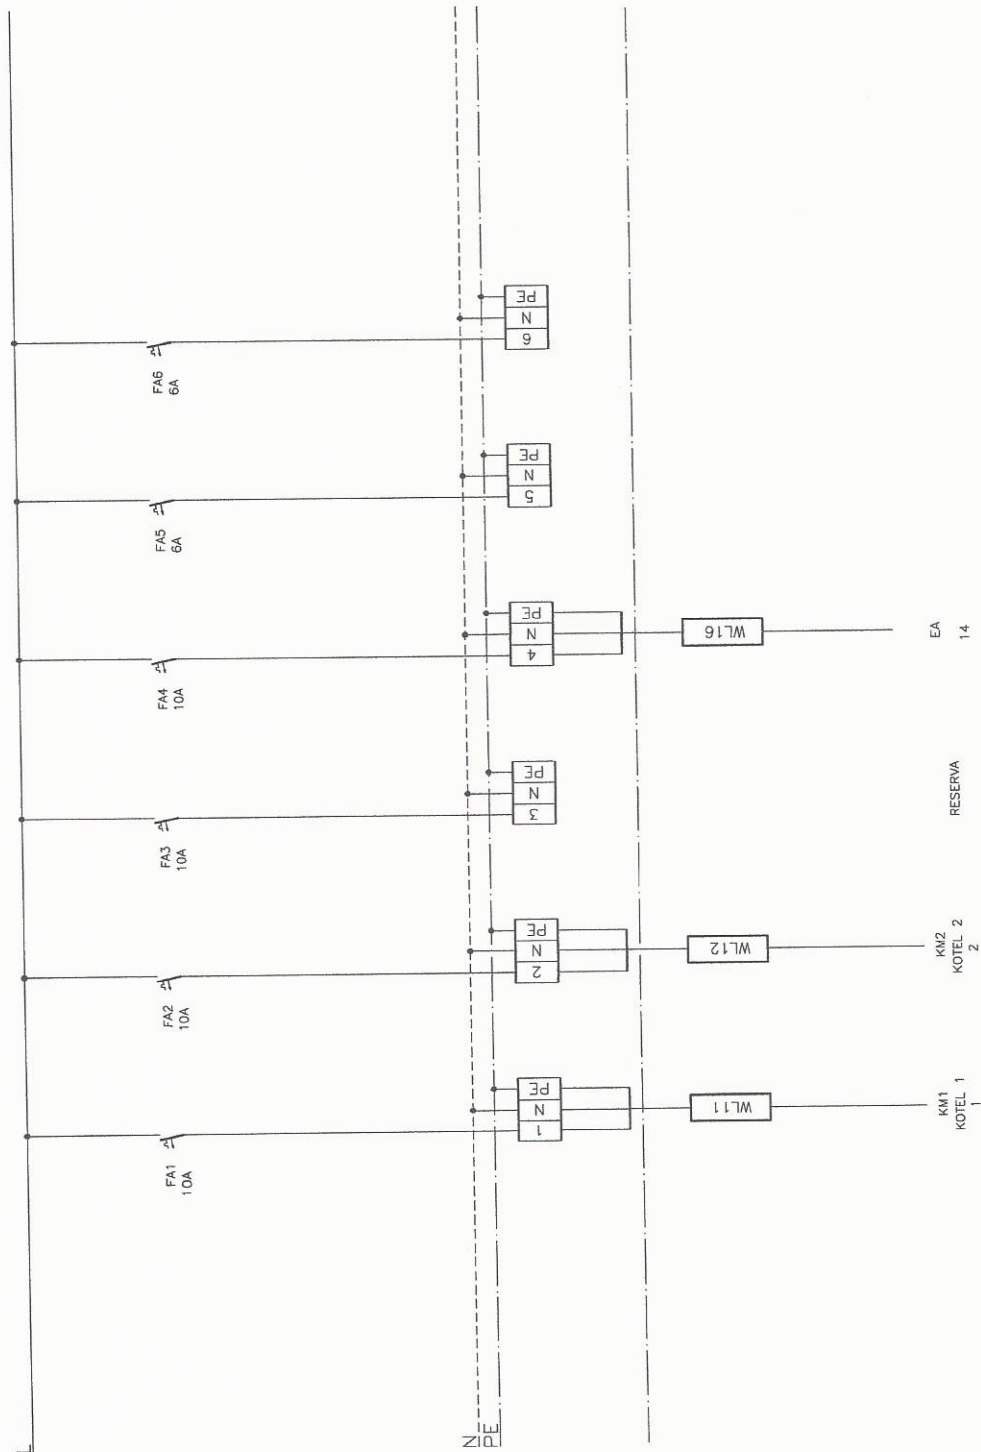 L
N
PE
FA1
10A
FA2
10A
FA3
10A
FA4
10A
FA5
6A
FA6
6A
1 N PE
2 N PE
3 N PE
4 N PE
5 N PE
6 N PE
WL11
WL12
WL16
KM1
KOTEL 1
1
KM2
KOTEL 2
2
RESERVA
EA
14